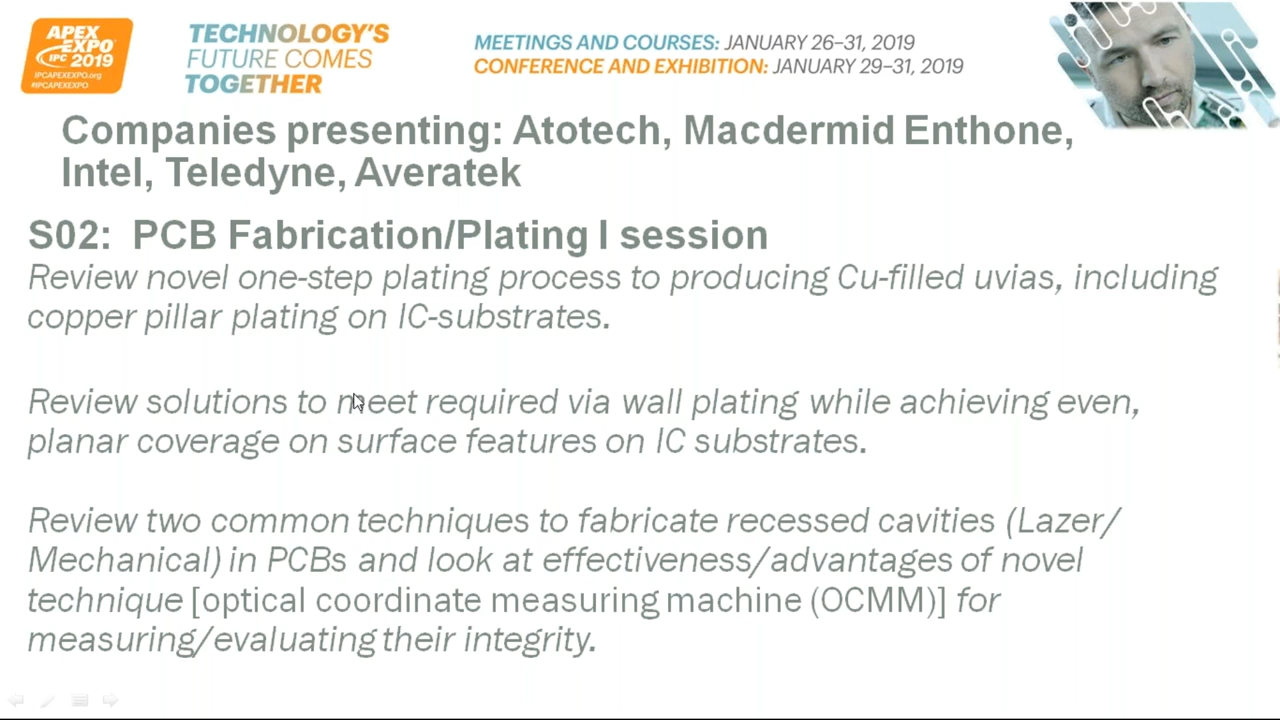 APEX
EXPO
IPC 2019
IPCAPEXEXPO.org
#IPCAPEXEXPO
TECHNOLOGY'S
FUTURE COMES
TOGETHER
MEETINGS AND COURSES: JANUARY 26–31, 2019
CONFERENCE AND EXHIBITION: JANUARY 29–31, 2019
Companies presenting: Atotech, Macdermid Enthone,
Intel, Teledyne, Averatek
S02: PCB Fabrication/Plating I session
Review novel one-step plating process to producing Cu-filled uvias, including
copper pillar plating on IC-substrates.
Review solutions to meet required via wall plating while achieving even,
planar coverage on surface features on IC substrates.
Review two common techniques to fabricate recessed cavities (Lazer/
Mechanical) in PCBs and look at effectiveness/advantages of novel
technique [optical coordinate measuring machine (OCMM)] for
measuring/evaluating their integrity.